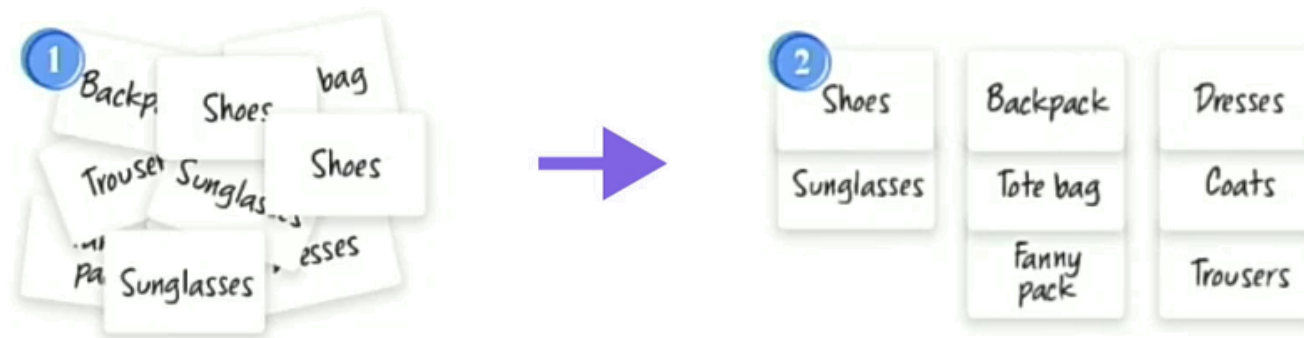 1
Backp
bag
Shoes
Shoes
Trouser
Sunglas
pa
esses
Sunglasses
2
Shoes
Backpack
Dresses
Sunglasses
Tote bag
Coats
Fanny
pack
Trousers